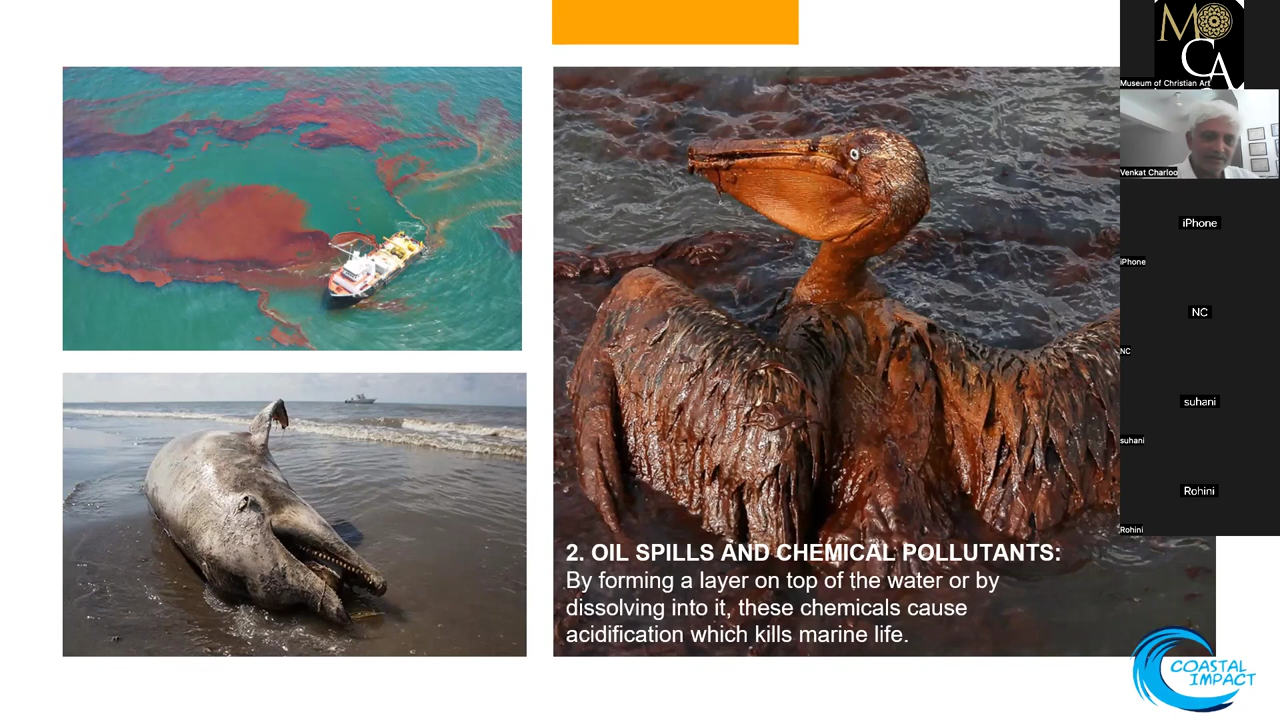 MOCA
Museum of Christian Art
Venkat Charloo
iPhone
iPhone
NC
NC
suhani
suhani
Rohini
Rohini
2. OIL SPILLS AND CHEMICAL POLLUTANTS:
By forming a layer on top of the water or by
dissolving into it, these chemicals cause
acidification which kills marine life.
COASTAL
IMPACT